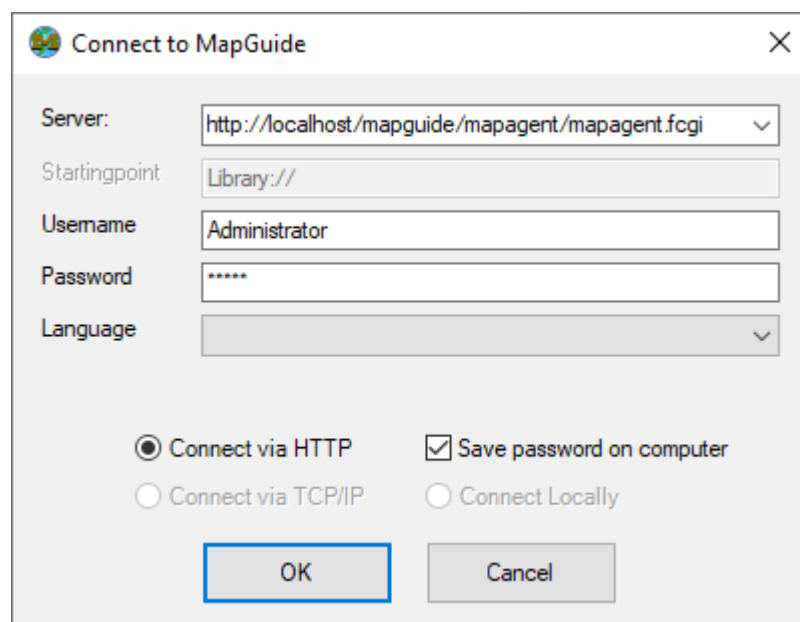 Connect to MapGuide
Server: http://localhost/mapguide/mapagent/mapagent.fcgi
Startingpoint Library://
Username Administrator
Password *****
Language
Connect via HTTP Save password on computer
Connect via TCP/IP Connect Locally
OK Cancel